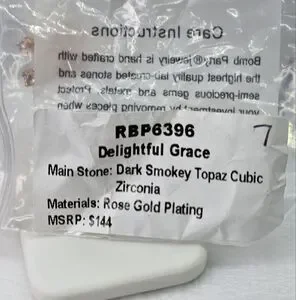 Care Instructions
Bomb Party® jewelry is hand crafted with
the highest quality lab-created stones and
semi-precious gems and metals. Protect
your investment by removing pieces when
RBP6396
7
Delightful Grace
Main Stone: Dark Smokey Topaz Cubic
Zirconia
Materials: Rose Gold Plating
MSRP: $144